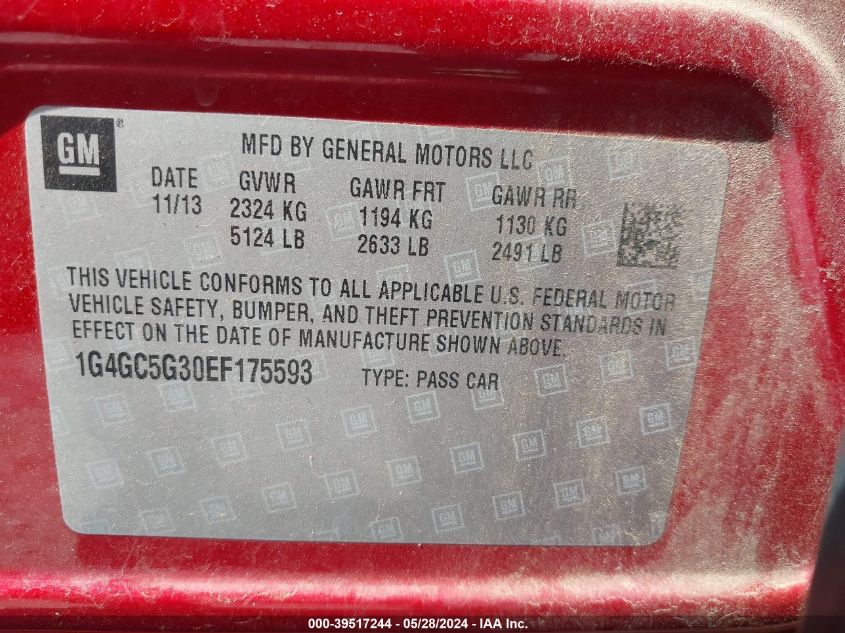 GM ®
MFD BY GENERAL MOTORS LLC
DATE GVWR GAWR FRT GAWR RR
11/13 2324 KG 1194 KG 1130 KG
5124 LB 2633 LB 2491 LB
THIS VEHICLE CONFORMS TO ALL APPLICABLE U.S. FEDERAL MOTOR
VEHICLE SAFETY, BUMPER, AND THEFT PREVENTION STANDARDS IN
EFFECT ON THE DATE OF MANUFACTURE SHOWN ABOVE.
1G4GC5G30EF175593 TYPE: PASS CAR
000-39517244 - 05/28/2024 - IAA Inc.